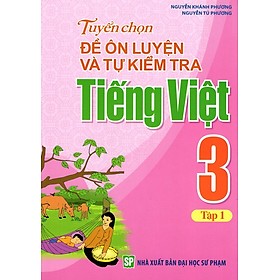 NGUYỄN KHÁNH PHƯƠNG
NGUYỄN TÚ PHƯƠNG
Tuyển chọn
ĐỀ ÔN LUYỆN
VÀ TỰ KIỂM TRA
Tiếng Việt
3
Tập 1
SP NHÀ XUẤT BẢN ĐẠI HỌC SƯ PHẠM